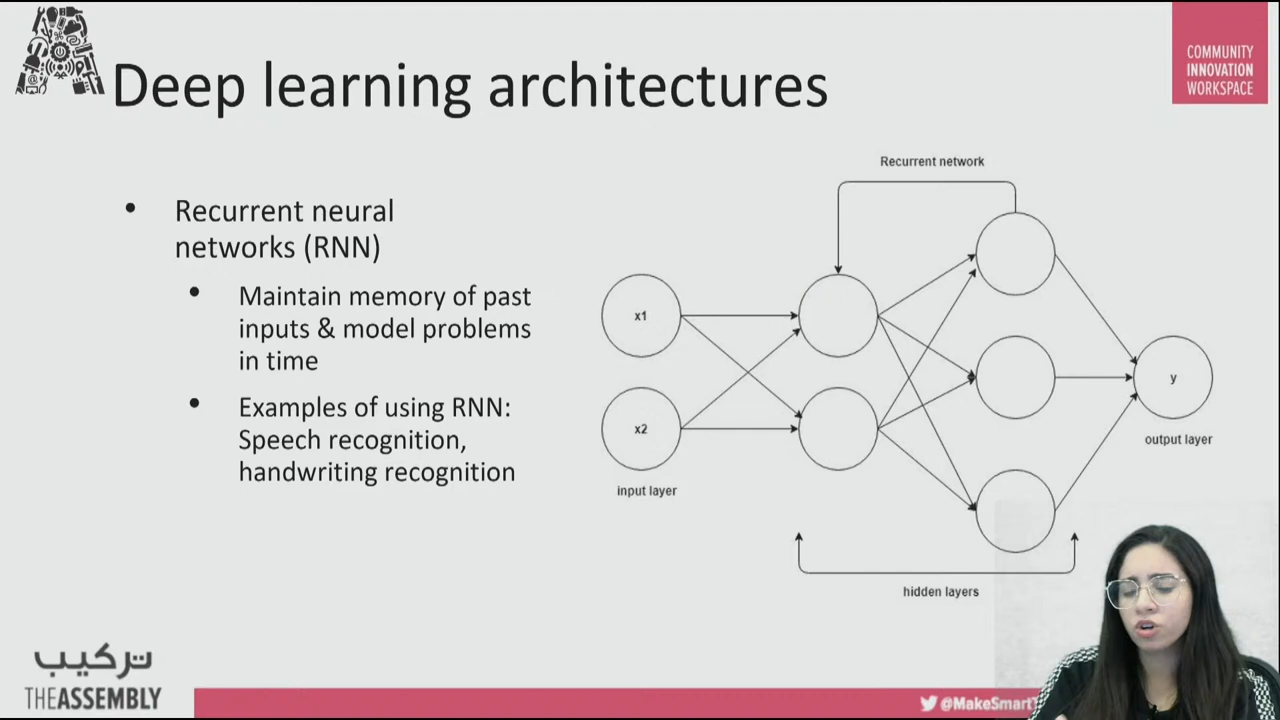 COMMUNITY
INNOVATION
WORKSPACE
Deep learning architectures
• Recurrent neural
networks (RNN)
• Maintain memory of past
inputs & model problems
in time
• Examples of using RNN:
Speech recognition,
handwriting recognition
Recurrent network
x1
x2
y
input layer
output layer
hidden layers
تركيب
THEASSEMBLY